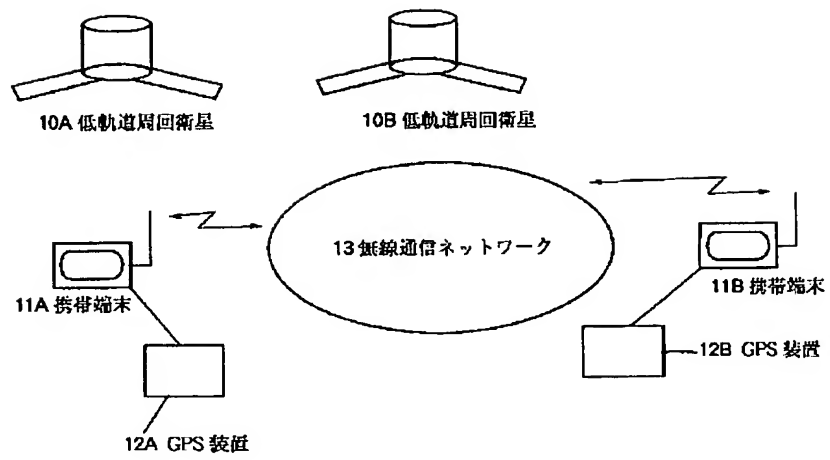 10A 低軌道周回衛星
10B 低軌道周回衛星
13 無線通信ネットワーク
11A 携帯端末
11B 携帯端末
12B GPS 装置
12A GPS 装置